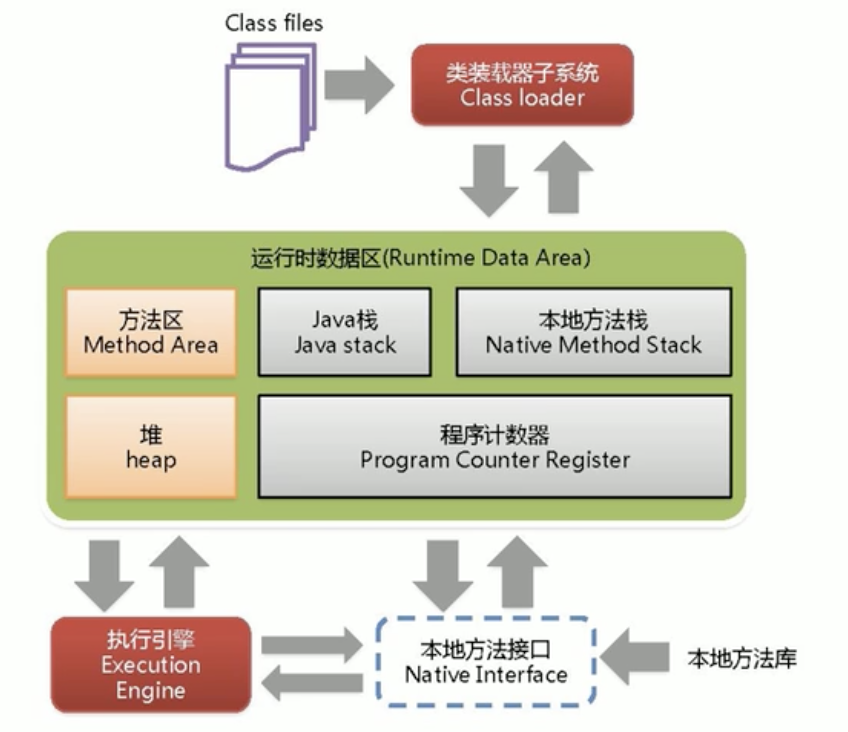 Class files
类装载器子系统
Class loader
运行时数据区(Runtime Data Area)
方法区
Method Area
Java栈
Java stack
本地方法栈
Native Method Stack
堆
heap
程序计数器
Program Counter Register
执行引擎
Execution
Engine
本地方法接口
Native Interface
本地方法库